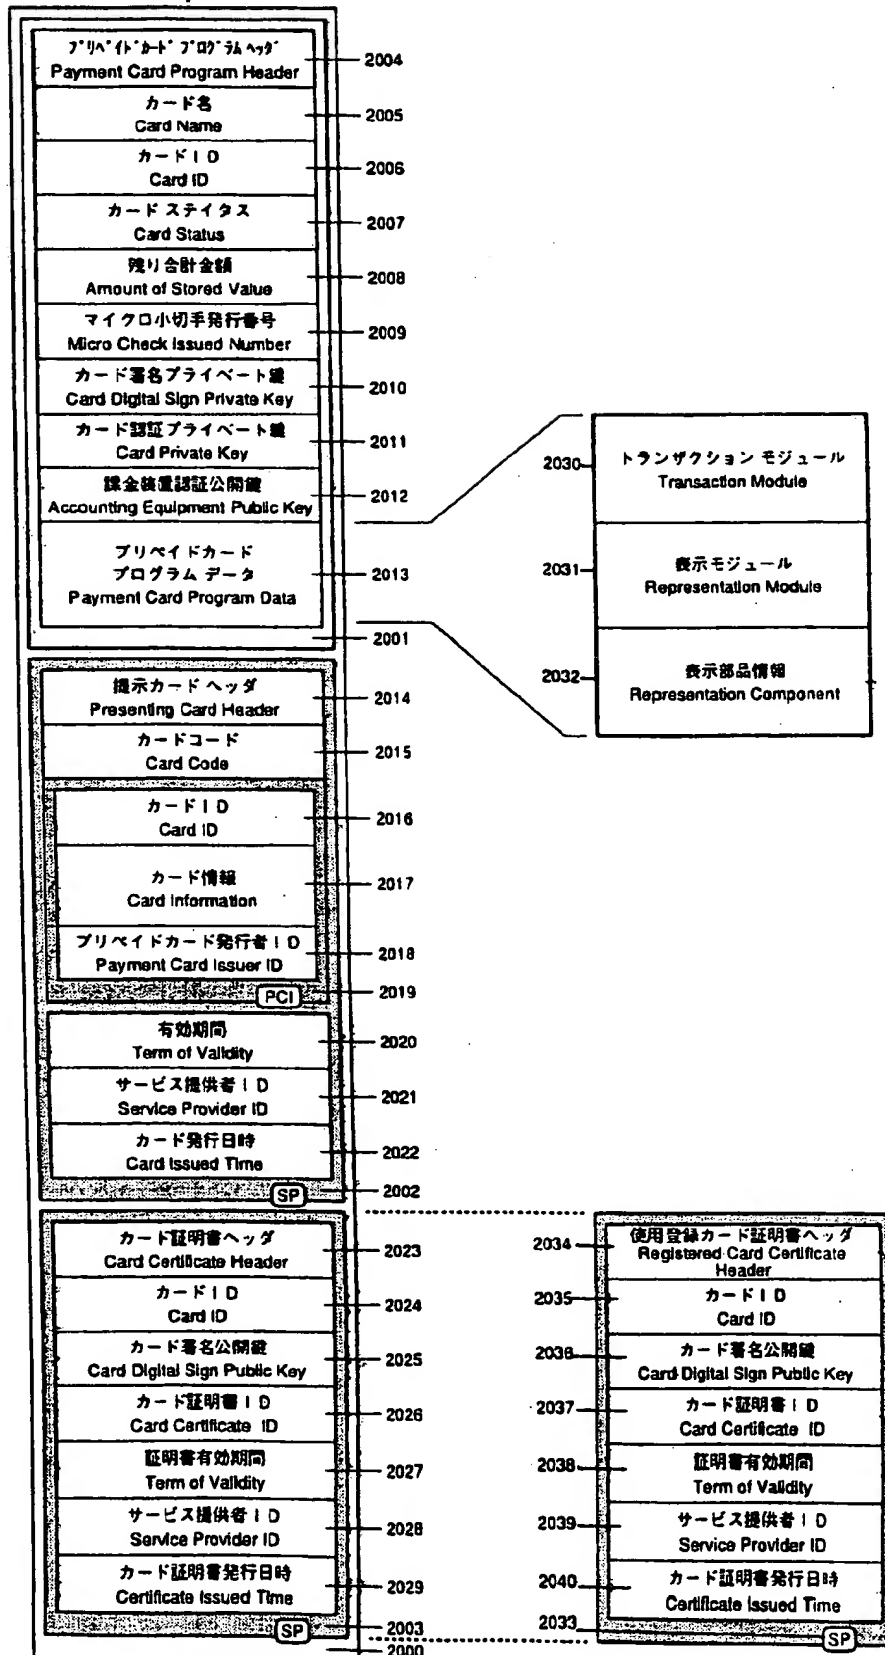 プリペイドカード プログラムヘッダ
Payment Card Program Header
2004
カード名
Card Name
2005
カードID
Card ID
2006
カード ステイタス
Card Status
2007
残り合計金額
Amount of Stored Value
2008
マイクロ小切手発行番号
Micro Check Issued Number
2009
カード署名プライベート鍵
Card Digital Sign Private Key
2010
カード認証プライベート鍵
Card Private Key
2011
課金装置認証公開鍵
Accounting Equipment Public Key
2012
プリペイドカード
プログラム データ
Payment Card Program Data
2013
2001
2030
トランザクション モジュール
Transaction Module
2031
表示モジュール
Representation Module
2032
表示部品情報
Representation Component
提示カード ヘッダ
Presenting Card Header
2014
カードコード
Card Code
2015
カードID
Card ID
2016
カード情報
Card Information
2017
プリペイドカード発行者ID
Payment Card Issuer ID
2018
PCI
2019
有効期間
Term of Validity
2020
サービス提供者ID
Service Provider ID
2021
カード発行日時
Card Issued Time
2022
SP
2002
カード証明書ヘッダ
Card Certificate Header
2023
カードID
Card ID
2024
カード署名公開鍵
Card Digital Sign Public Key
2025
カード証明書ID
Card Certificate ID
2026
証明書有効期間
Term of Validity
2027
サービス提供者ID
Service Provider ID
2028
カード証明書発行日時
Certificate Issued Time
2029
SP
2003
2000
2034
使用登録カード証明書ヘッダ
Registered Card Certificate
Header
2035
カードID
Card ID
2036
カード署名公開鍵
Card Digital Sign Public Key
2037
カード証明書ID
Card Certificate ID
2038
証明書有効期間
Term of Validity
2039
サービス提供者ID
Service Provider ID
2040
カード証明書発行日時
Certificate Issued Time
2033
SP